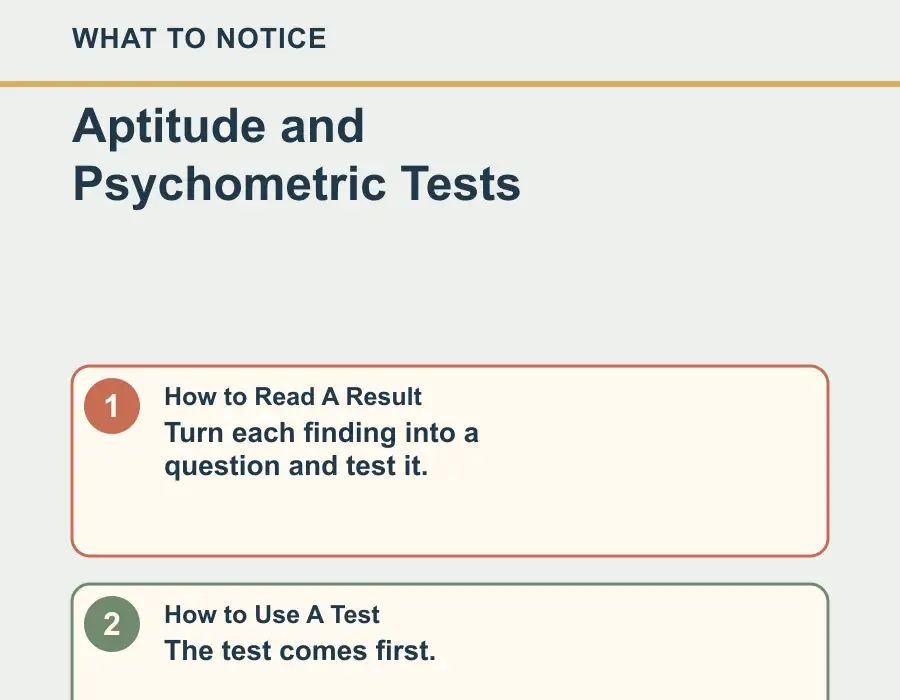 WHAT TO NOTICE
Aptitude and
Psychometric Tests
1
How to Read A Result
Turn each finding into a
question and test it.
2
How to Use A Test
The test comes first.